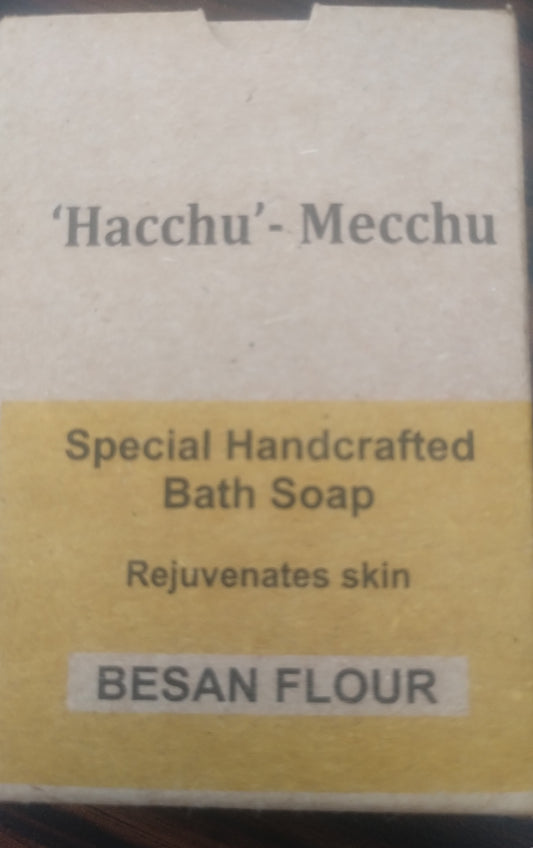 ‘Hacchu’- Mecchu
Special Handcrafted
Bath Soap
Rejuvenates skin
BESAN FLOUR